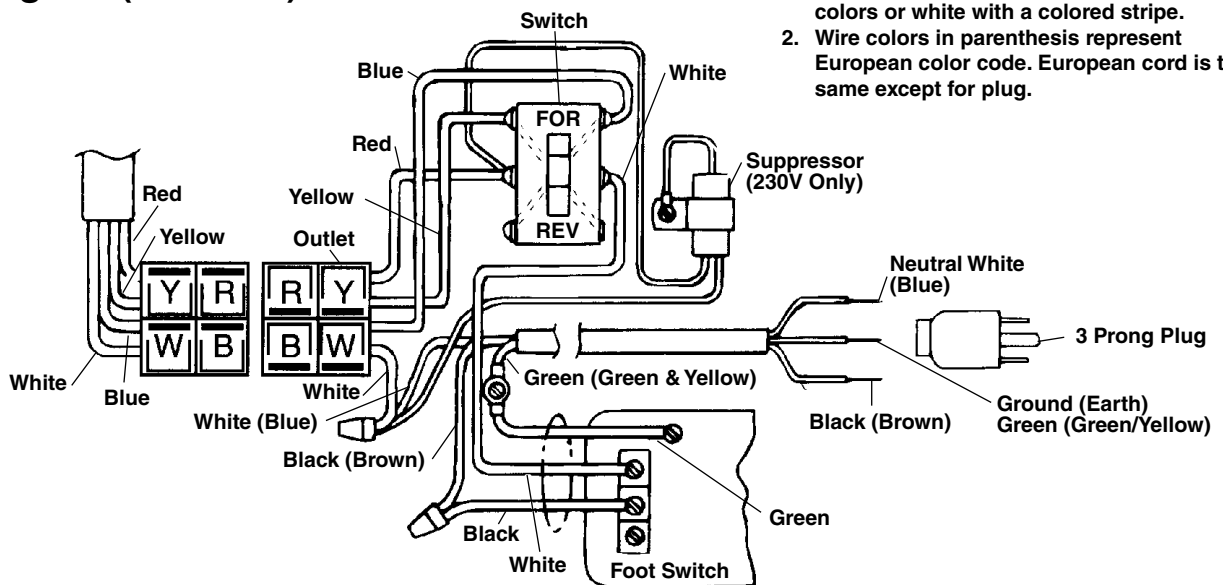 colors or white with a colored stripe.
2. Wire colors in parenthesis represent
European color code. European cord is t
same except for plug.
Switch
Blue
White
FOR
Red
Suppressor
(230V Only)
Red
Yellow
REV
Yellow
Outlet
Neutral White
(Blue)
Y R
R Y
W B
B W
3 Prong Plug
White
Blue
White
Green (Green & Yellow)
White (Blue)
Black (Brown)
Ground (Earth)
Green (Green/Yellow)
Black (Brown)
Green
Black
White
Foot Switch